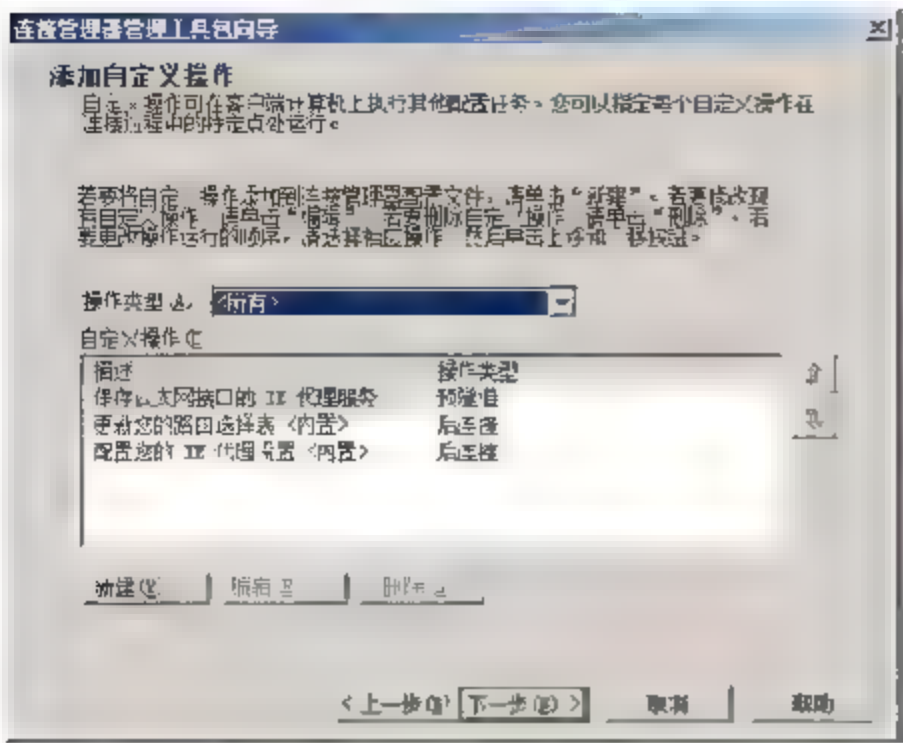 连接管理器管理工具包向导
添加自定义操作
自定义操作可在客户端计算机上执行其他配置任务。您可以指定每个自定义操作在
连接过程中的特定点处运行。
若要将自定义操作添加到连接管理器配置文件,请单击“新建”。若要修改现
有自定义操作,请单击“编辑”。若要删除自定义操作,请单击“删除”。若
要更改操作运行的顺序,请选择相应操作,然后单击上移或下移按钮。
操作类型(A):
<所有>
自定义操作(T)
描述 操作类型
保存以太网接口的 IE 代理服务 预隧道
更新您的路由选择表 <内置> 后连接
配置您的 IE 代理设置 <内置> 后连接
新建(N) 编辑(E) 删除
<上一步(B) 下一步(N) > 取消 帮助